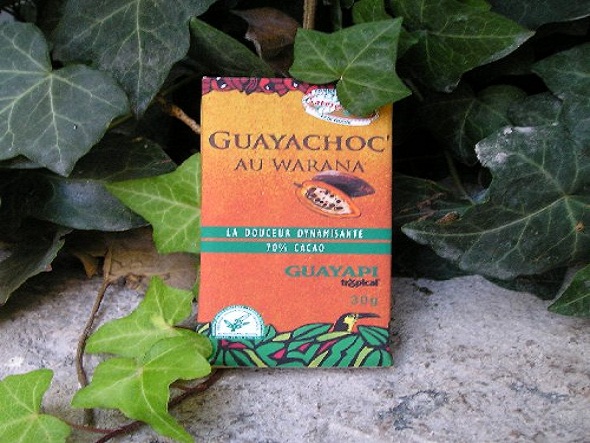 GUAYACHOC'
AU WARANA
LA DOUCEUR DYNAMISANTE
70% CACAO
GUAYAPI
tropical
30g